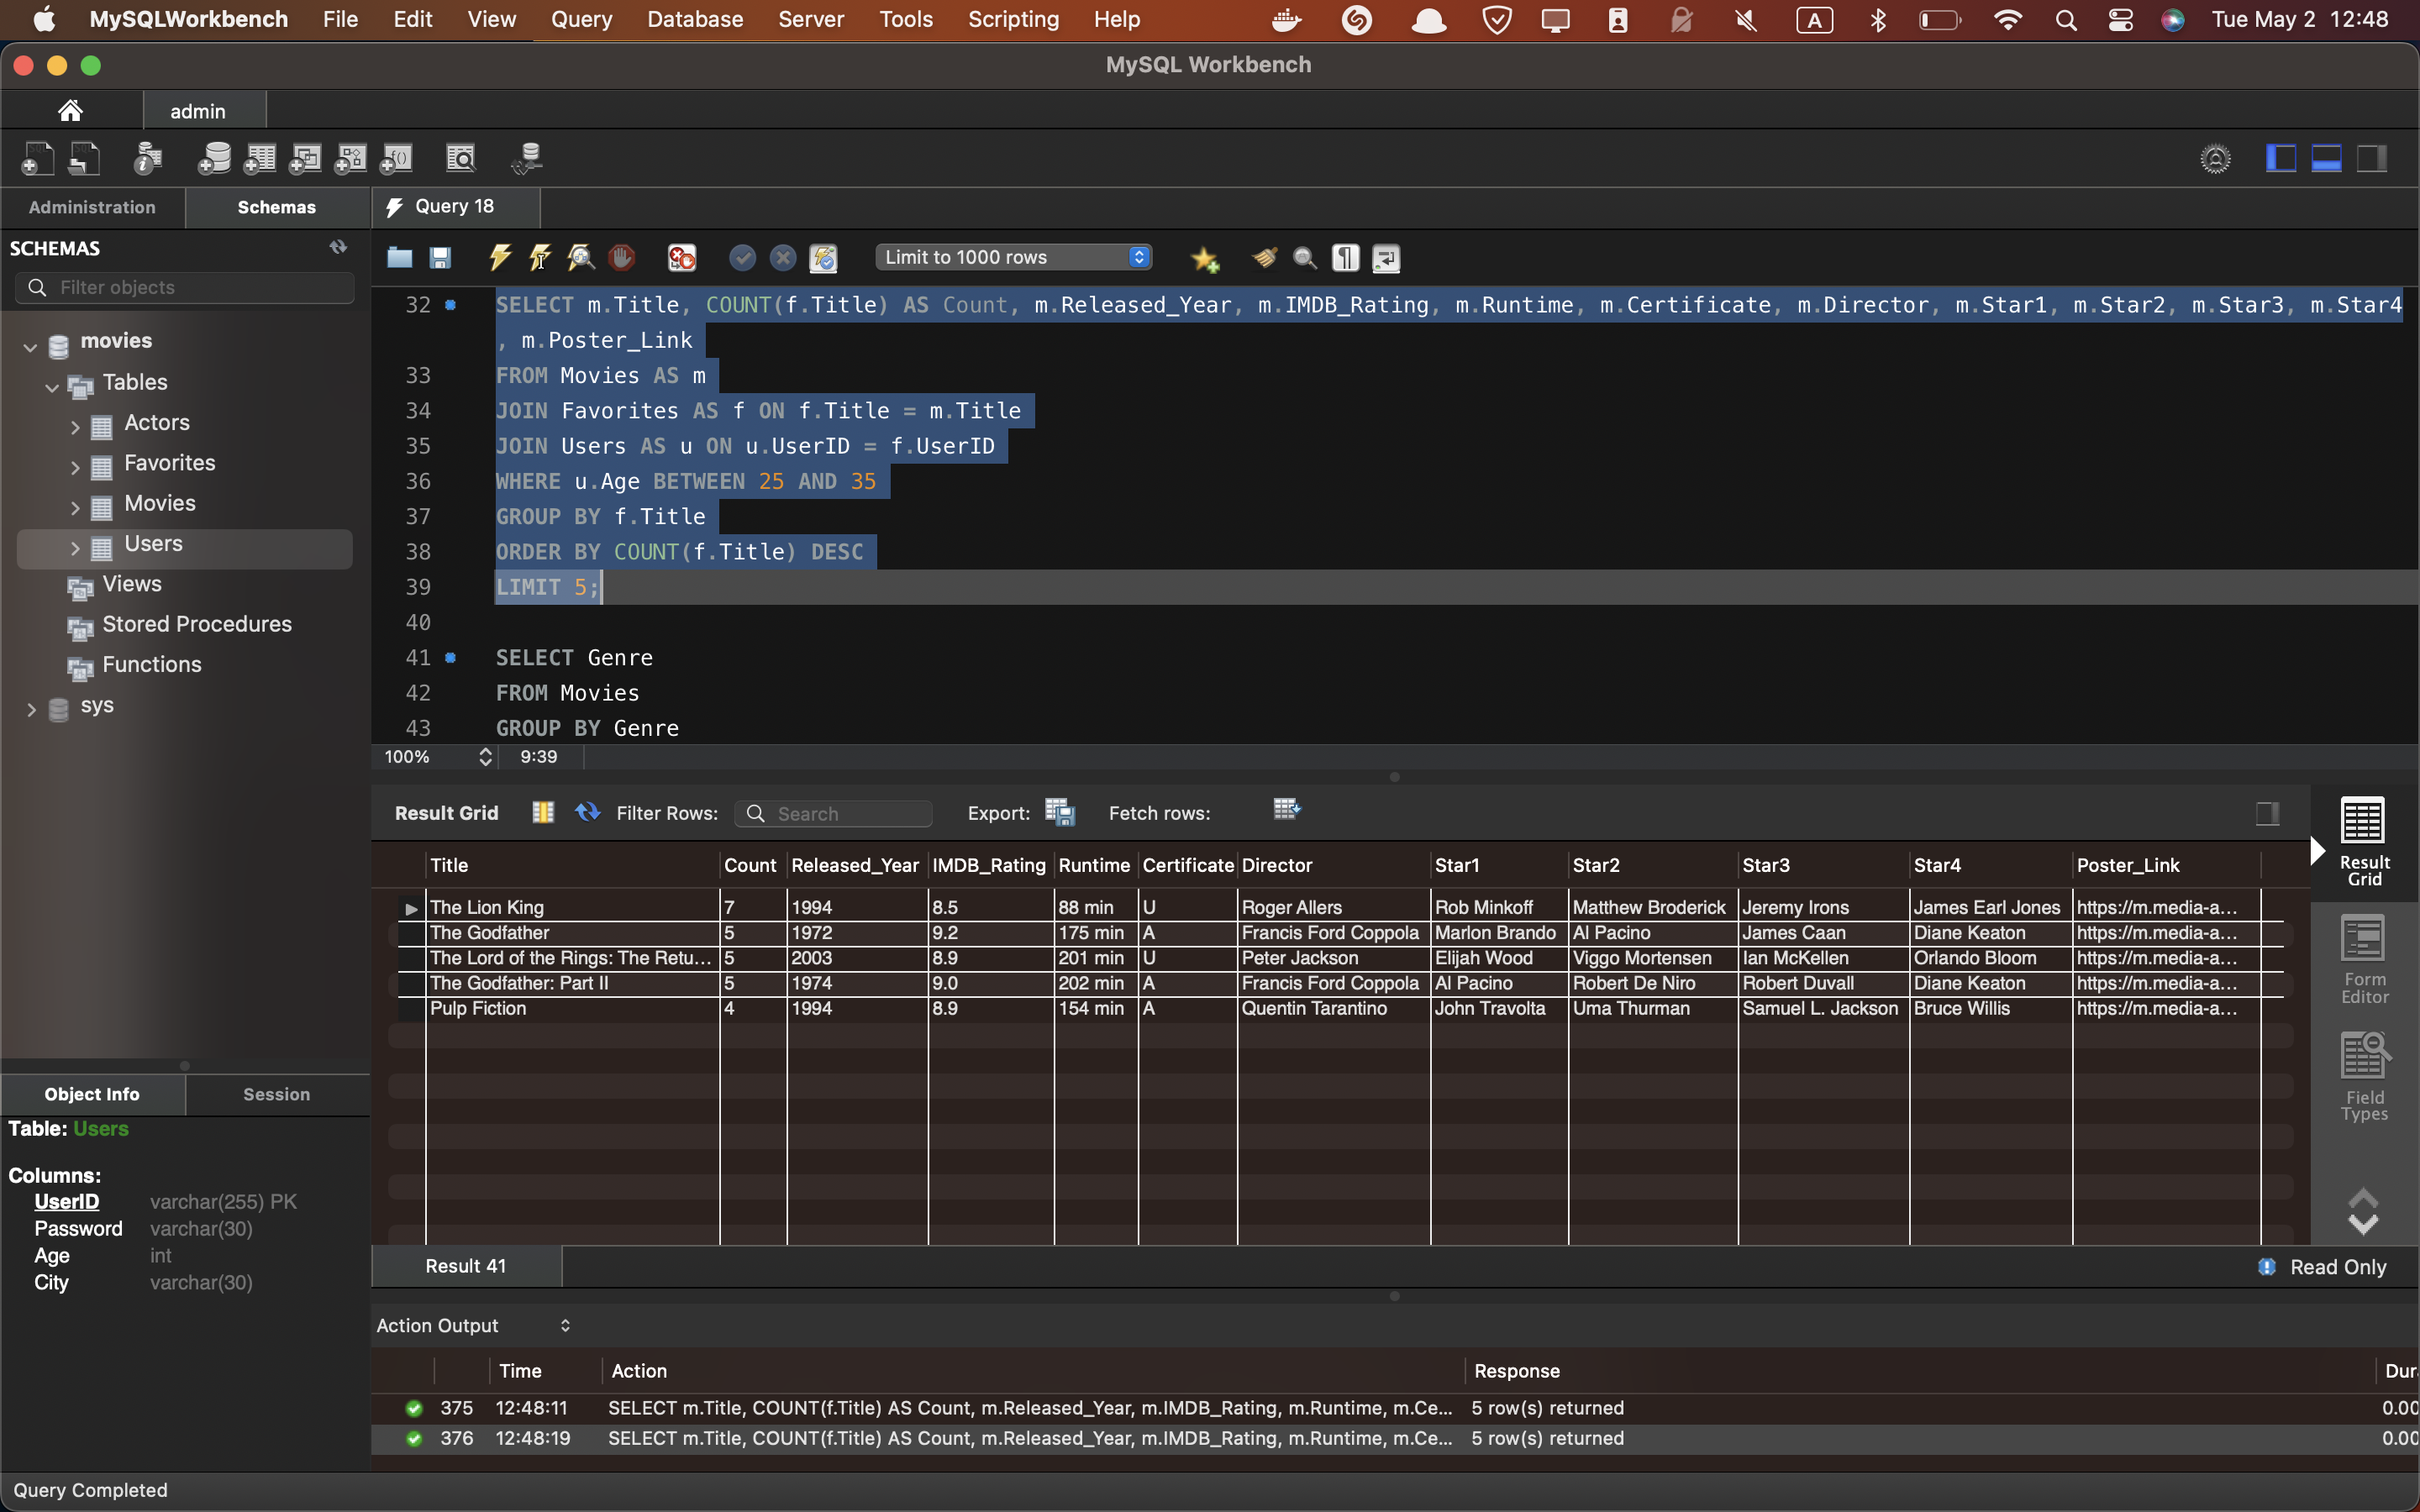 MySQLWorkbench File Edit View Query Database Server Tools Scripting Help A Tue May 2 12:48
MySQL Workbench
admin
Administration Schemas Query 18
SCHEMAS
Filter objects
Limit to 1000 rows
movies
Tables
Actors
Favorites
Movies
Users
Views
Stored Procedures
Functions
sys
32 SELECT m.Title, COUNT(f.Title) AS Count, m.Released_Year, m.IMDB_Rating, m.Runtime, m.Certificate, m.Director, m.Star1, m.Star2, m.Star3, m.Star4
, m.Poster_Link
33 FROM Movies AS m
34 JOIN Favorites AS f ON f.Title = m.Title
35 JOIN Users AS u ON u.UserID = f.UserID
36 WHERE u.Age BETWEEN 25 AND 35
37 GROUP BY f.Title
38 ORDER BY COUNT(f.Title) DESC
39 LIMIT 5;
40
41 SELECT Genre
42 FROM Movies
43 GROUP BY Genre
100% 9:39
Result Grid Filter Rows: Search Export: Fetch rows:
Title Count Released_Year IMDB_Rating Runtime Certificate Director Star1 Star2 Star3 Star4 Poster_Link
The Lion King 7 1994 8.5 88 min U Roger Allers Rob Minkoff Matthew Broderick Jeremy Irons James Earl Jones https://m.media-a...
The Godfather 5 1972 9.2 175 min A Francis Ford Coppola Marlon Brando Al Pacino James Caan Diane Keaton https://m.media-a...
The Lord of the Rings: The Retu... 5 2003 8.9 201 min U Peter Jackson Elijah Wood Viggo Mortensen Ian McKellen Orlando Bloom https://m.media-a...
The Godfather: Part II 5 1974 9.0 202 min A Francis Ford Coppola Al Pacino Robert De Niro Robert Duvall Diane Keaton https://m.media-a...
Pulp Fiction 4 1994 8.9 154 min A Quentin Tarantino John Travolta Uma Thurman Samuel L. Jackson Bruce Willis https://m.media-a...
Result
Grid
Form
Editor
Field
Types
Object Info Session
Table: Users
Columns:
UserID varchar(255) PK
Password varchar(30)
Age int
City varchar(30)
Result 41 Read Only
Action Output
Time Action Response Dur
375 12:48:11 SELECT m.Title, COUNT(f.Title) AS Count, m.Released_Year, m.IMDB_Rating, m.Runtime, m.Ce... 5 row(s) returned 0.00
376 12:48:19 SELECT m.Title, COUNT(f.Title) AS Count, m.Released_Year, m.IMDB_Rating, m.Runtime, m.Ce... 5 row(s) returned 0.00
Query Completed